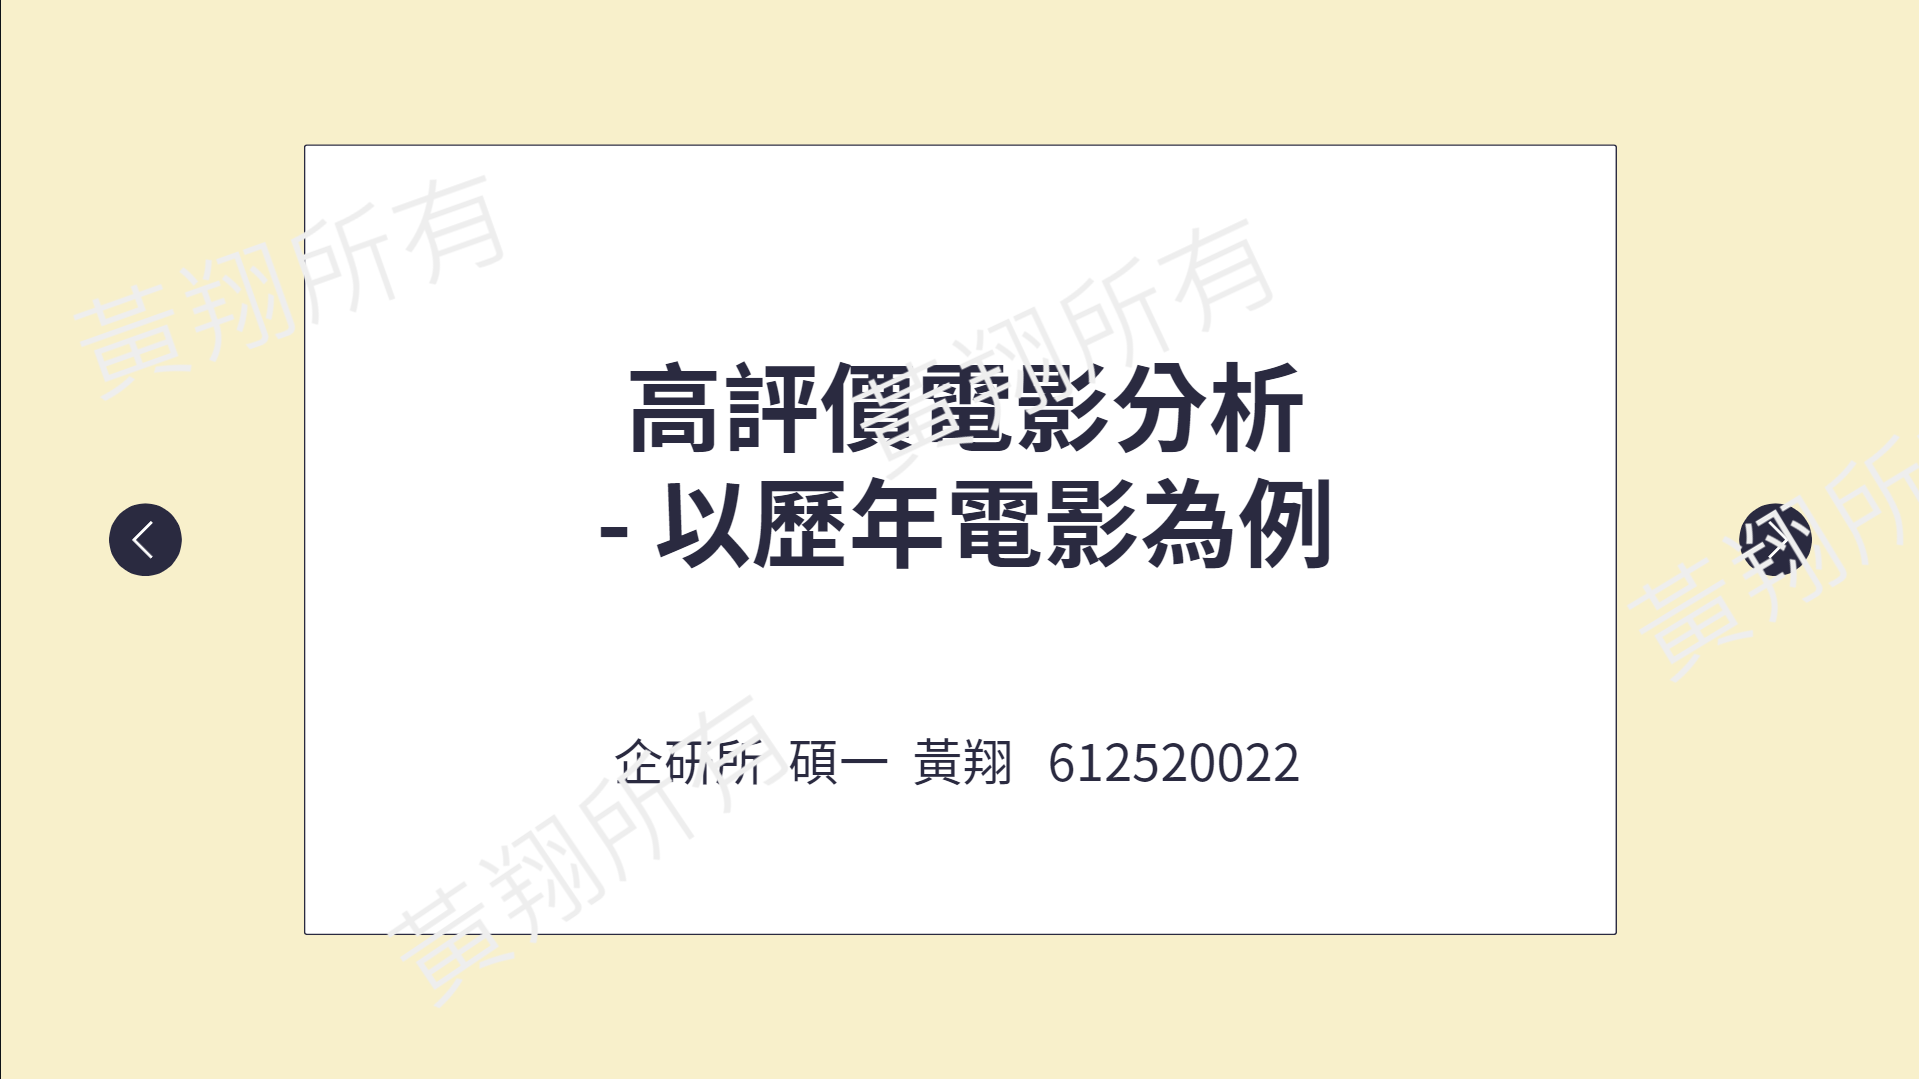 黃翔所有
黃翔所有
高評價電影分析
- 以歷年電影為例
黃翔所
企研所 碩一 黃翔 612520022
黃翔所有